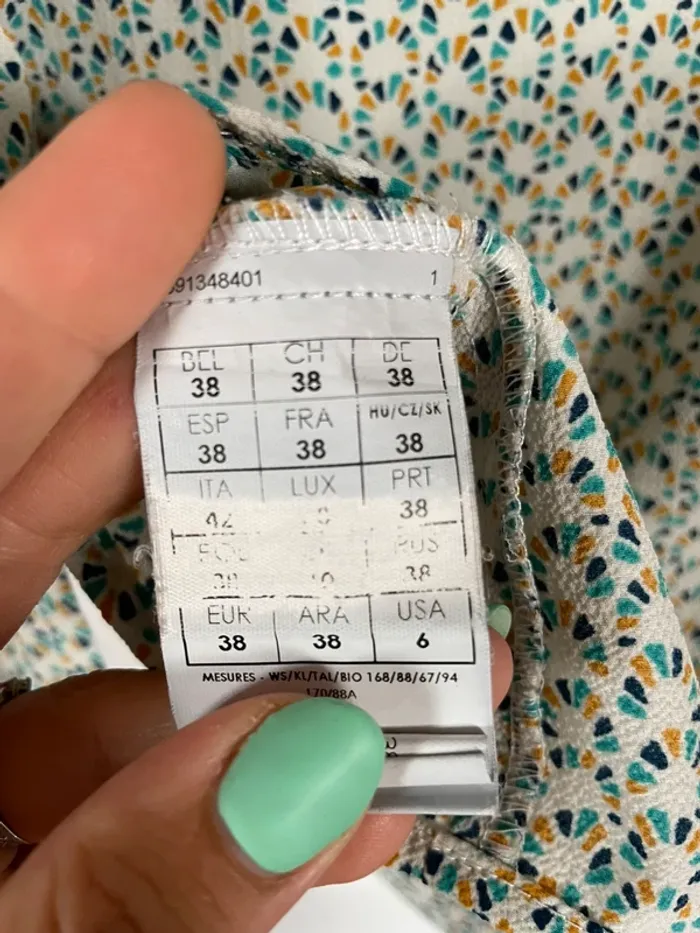 91348401 1
BEL CH DE
38 38 38
ESP FRA HU/CZ/SK
38 38 38
ITA LUX PRT
42 38
RUS
38
EUR ARA USA
38 38 6
MESURES - WS/KL/TAL/BIO 168/88/67/94
170/88A